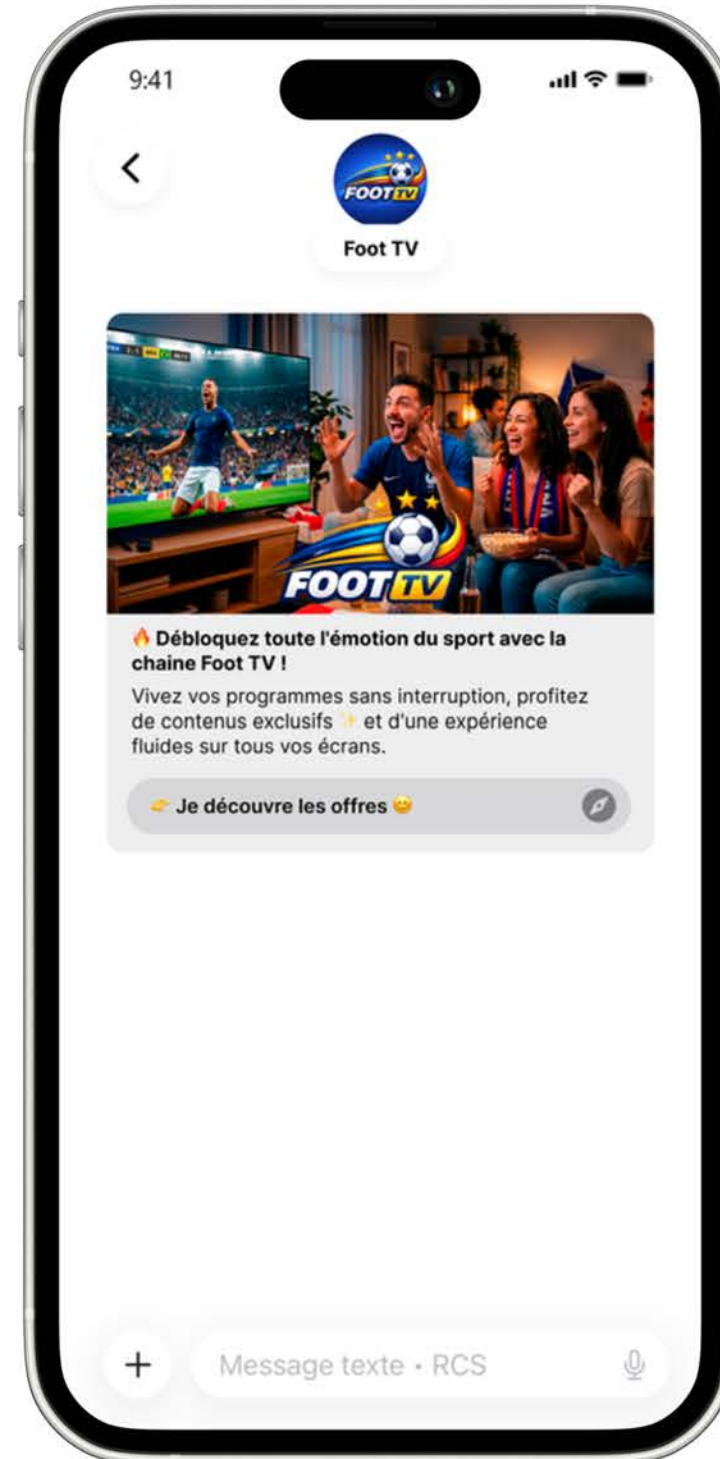 9:41
FOOT TV
Foot TV
FOOT TV
🔥 Débloquez toute l'émotion du sport avec la
chaine Foot TV !
Vivez vos programmes sans interruption, profitez
de contenus exclusifs ✨ et d'une expérience
fluides sur tous vos écrans.
👉 Je découvre les offres 😄
Message texte • RCS